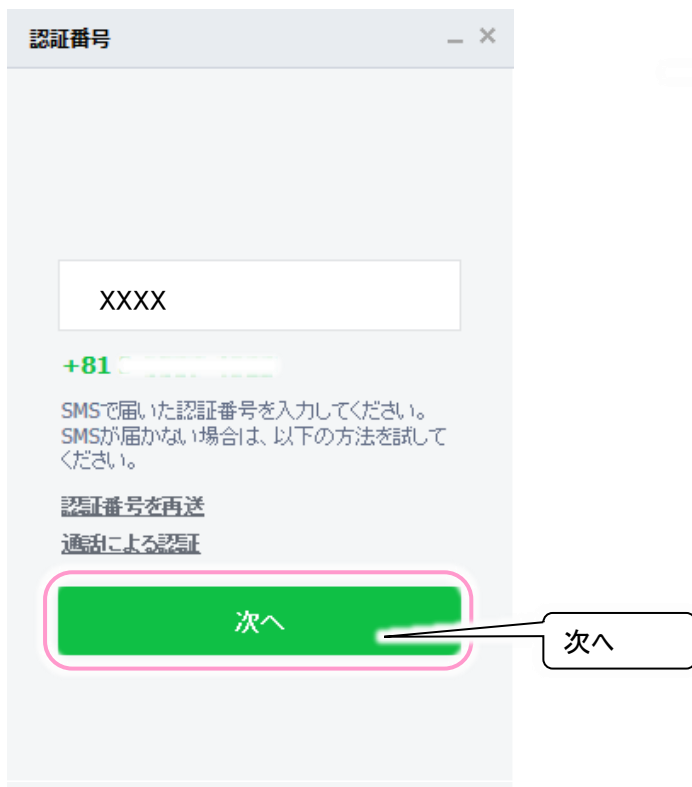 認証番号
XXXX
+81
SMSで届いた認証番号を入力してください。
SMSが届かない場合は、以下の方法を試して
ください。
認証番号を再送
通話による認証
次へ
次へ